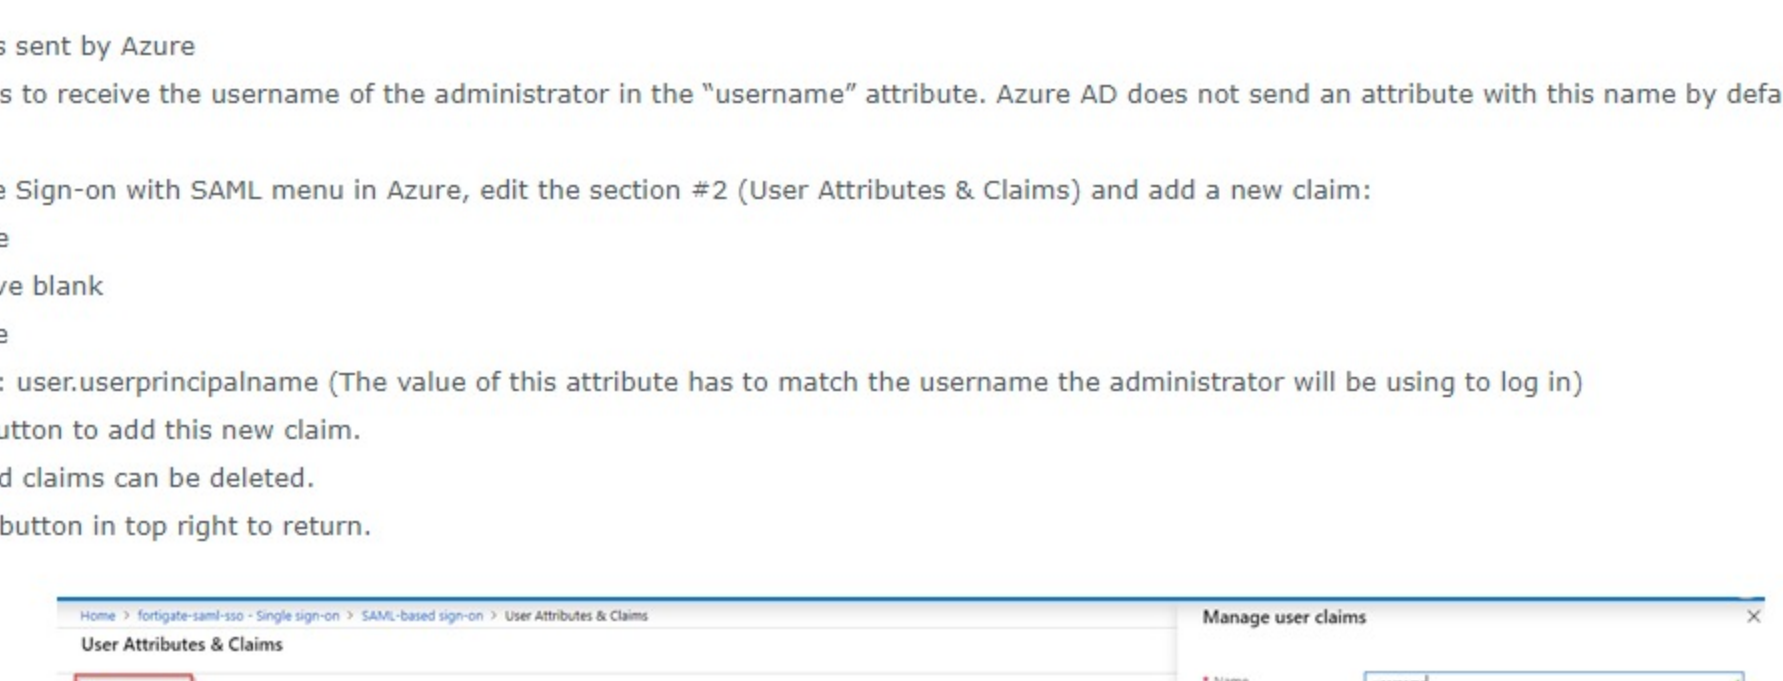 s sent by Azure
s to receive the username of the administrator in the “username” attribute. Azure AD does not send an attribute with this name by defa
e Sign-on with SAML menu in Azure, edit the section #2 (User Attributes & Claims) and add a new claim:
e
ve blank
e
: user.userprincipalname (The value of this attribute has to match the username the administrator will be using to log in)
utton to add this new claim.
d claims can be deleted.
button in top right to return.
Home > fortigate-saml-sso - Single sign-on > SAML-based sign-on > User Attributes & Claims
Manage user claims
User Attributes & Claims
* Name